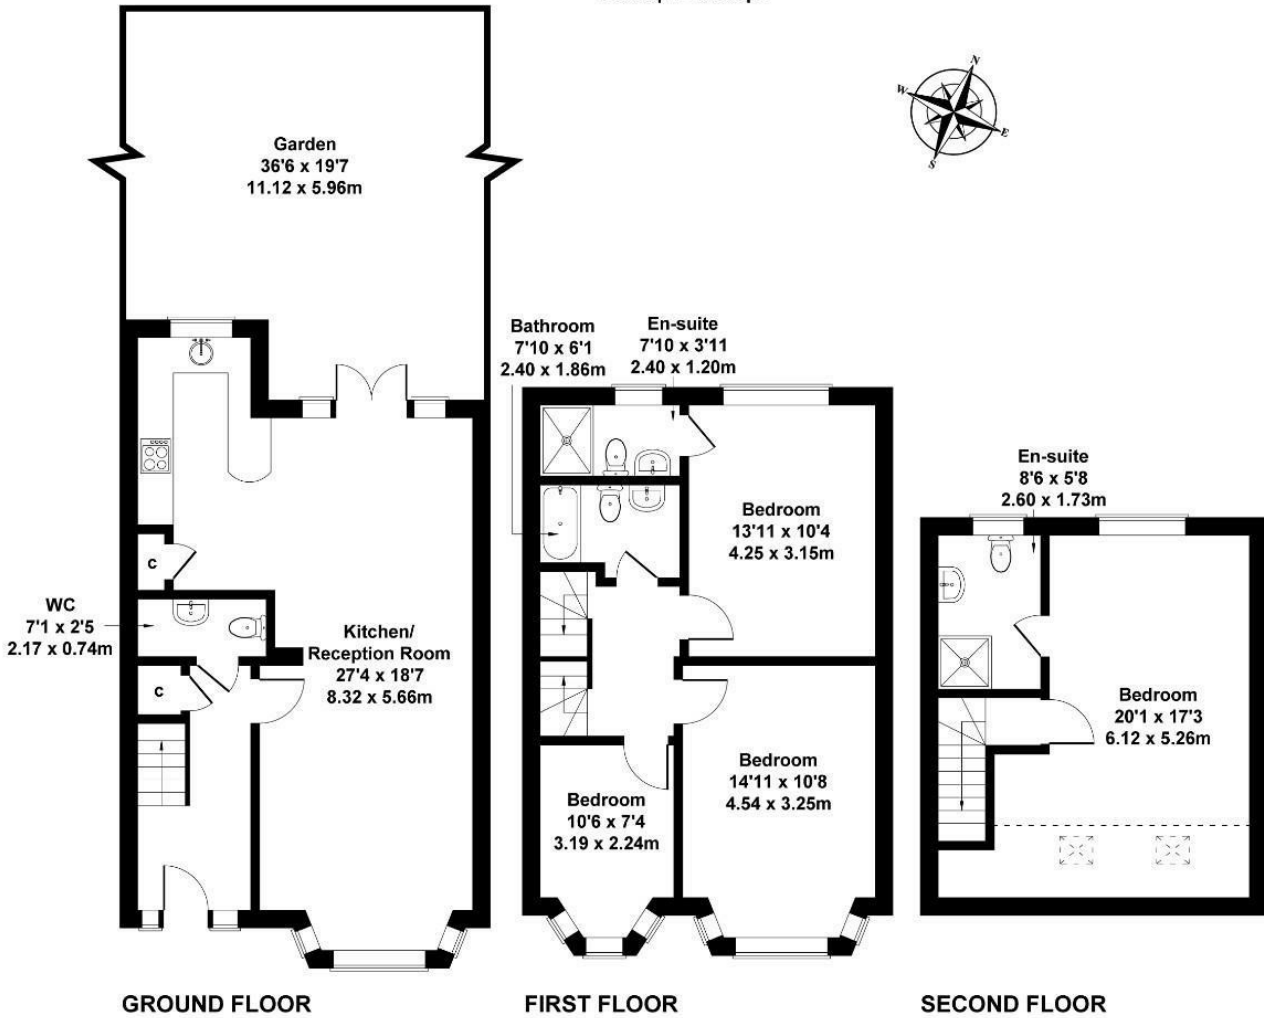 N
W
E
S
Garden
36'6 x 19'7
11.12 x 5.96m
C
WC
7'1 x 2'5
2.17 x 0.74m
C
Kitchen/
Reception Room
27'4 x 18'7
8.32 x 5.66m
GROUND FLOOR
Bathroom
7'10 x 6'1
2.40 x 1.86m
En-suite
7'10 x 3'11
2.40 x 1.20m
Bedroom
13'11 x 10'4
4.25 x 3.15m
Bedroom
14'11 x 10'8
4.54 x 3.25m
Bedroom
10'6 x 7'4
3.19 x 2.24m
FIRST FLOOR
En-suite
8'6 x 5'8
2.60 x 1.73m
Bedroom
20'1 x 17'3
6.12 x 5.26m
SECOND FLOOR